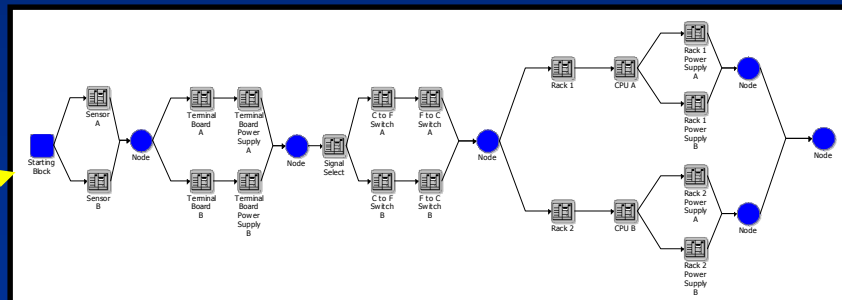 Starting
Block
Sensor
A
Sensor
B
Node
Terminal
Board
A
Terminal
Board
B
Terminal
Board
Power
Supply
A
Terminal
Board
Power
Supply
B
Node
Signal
Select
C to F
Switch
A
C to F
Switch
B
F to C
Switch
A
F to C
Switch
B
Node
Rack 1
CPU A
Rack 1
Power
Supply
A
Rack 1
Power
Supply
B
Node
Rack 2
CPU B
Rack 2
Power
Supply
A
Rack 2
Power
Supply
B
Node
Node